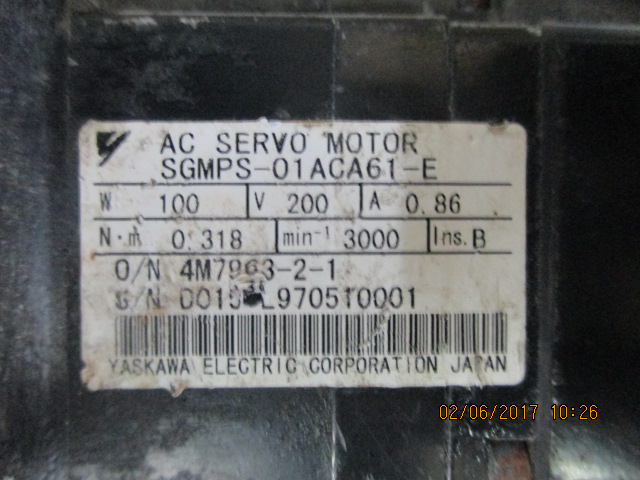 AC SERVO MOTOR
SGMPS-01ACA61-E
W 100 V 200 A 0.86
N·m 0.318 min-1 3000 Ins. B
O/N 4M7963-2-1
S/N
YASKAWA ELECTRIC CORPORATION JAPAN
02/06/2017 10:26